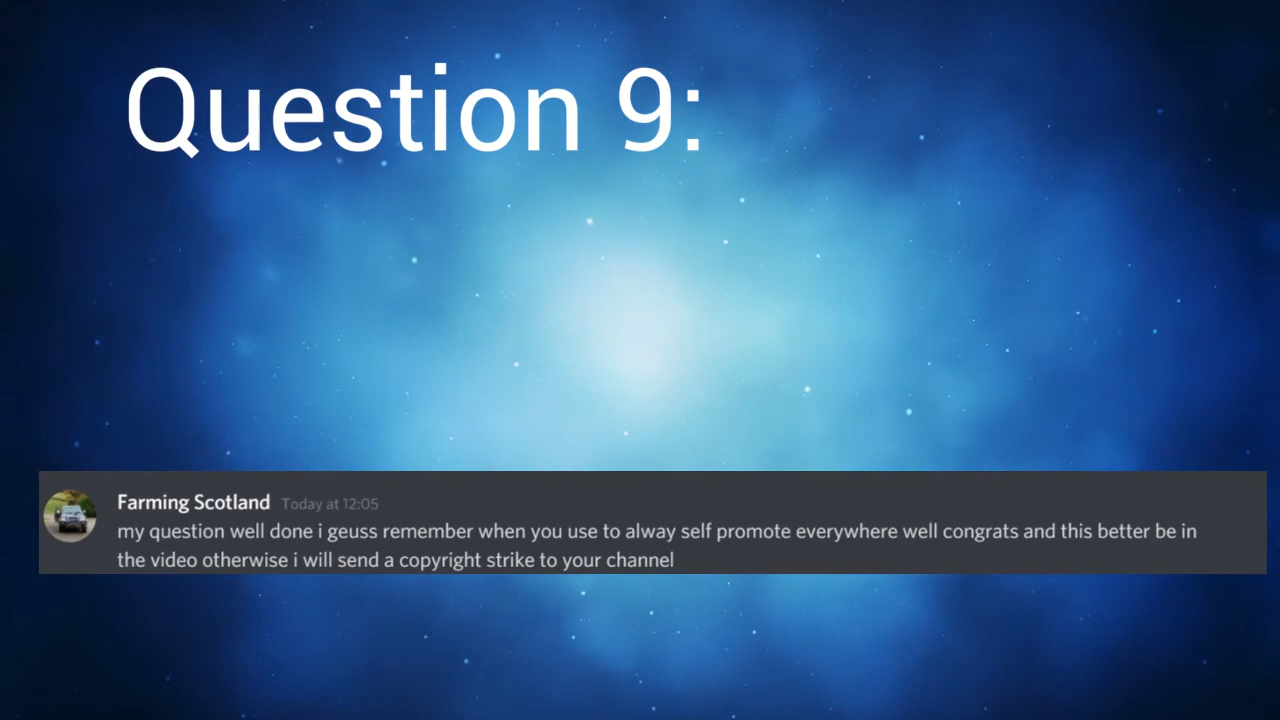 Question 9:
Farming Scotland Today at 12:05
my question well done i geuss remember when you use to alway self promote everywhere well congrats and this better be in
the video otherwise i will send a copyright strike to your channel